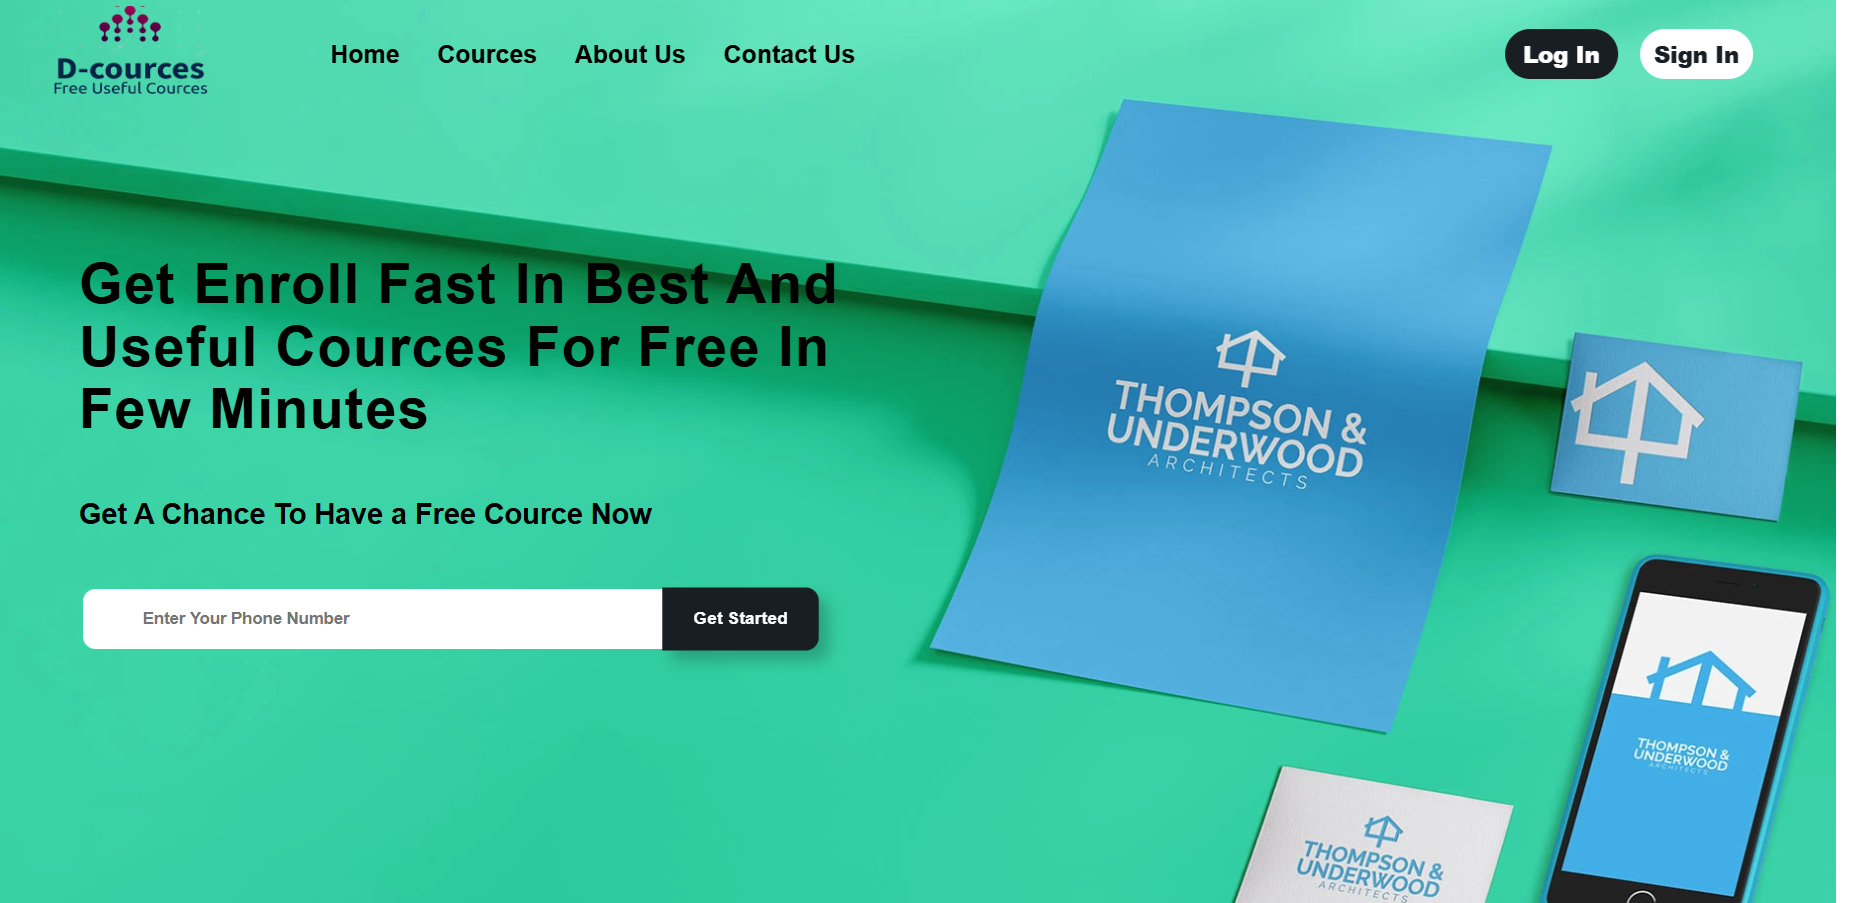 D-cources
Free Useful Cources
Home
Cources
About Us
Contact Us
Log In
Sign In
Get Enroll Fast In Best And
Useful Cources For Free In
Few Minutes
Get A Chance To Have a Free Cource Now
Enter Your Phone Number
Get Started
THOMPSON &
UNDERWOOD
ARCHITECTS
THOMPSON &
UNDERWOOD
ARCHITECTS
THOMPSON &
UNDERWOOD
ARCHITECTS